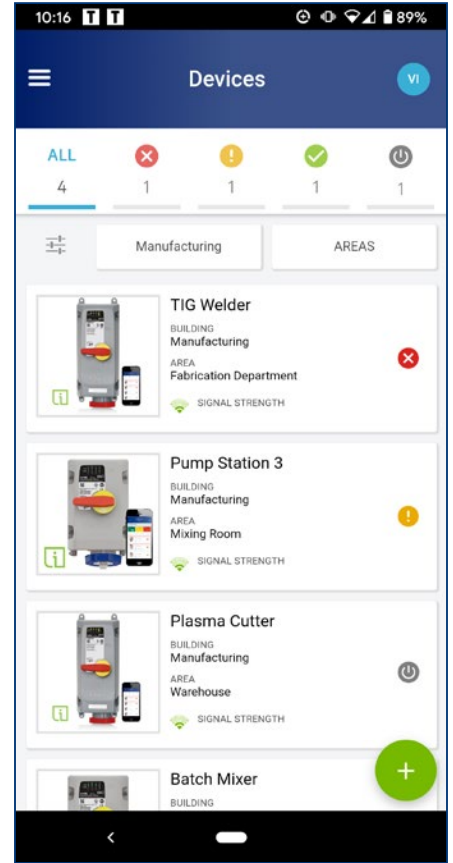 10:16 T T 89%
Devices
VI
ALL
4 1 1 1 1
Manufacturing AREAS
TIG Welder
BUILDING
Manufacturing
AREA
Fabrication Department
SIGNAL STRENGTH
Pump Station 3
BUILDING
Manufacturing
AREA
Mixing Room
SIGNAL STRENGTH
Plasma Cutter
BUILDING
Manufacturing
AREA
Warehouse
SIGNAL STRENGTH
Batch Mixer
BUILDING